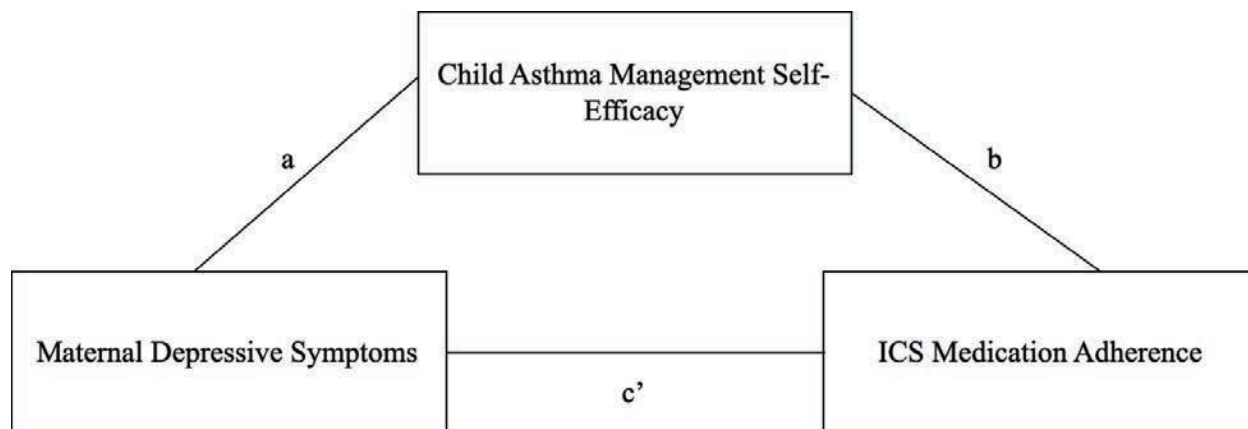 Child Asthma Management Self-
Efficacy
a
b
Maternal Depressive Symptoms
ICS Medication Adherence
c’